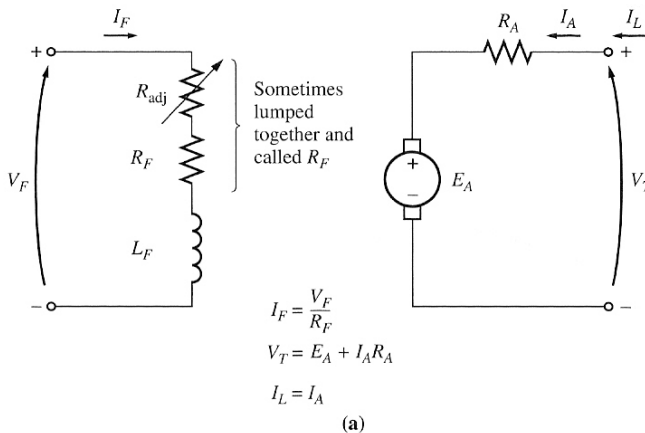 I_F
R_A
I_A
I_L
+
+
R_adj
Sometimes
lumped
together and
called R_F
R_F
V_F
+
−
E_A
L_F
−
−
I_F = V_F / R_F
V_T = E_A + I_A R_A
I_L = I_A
(a)